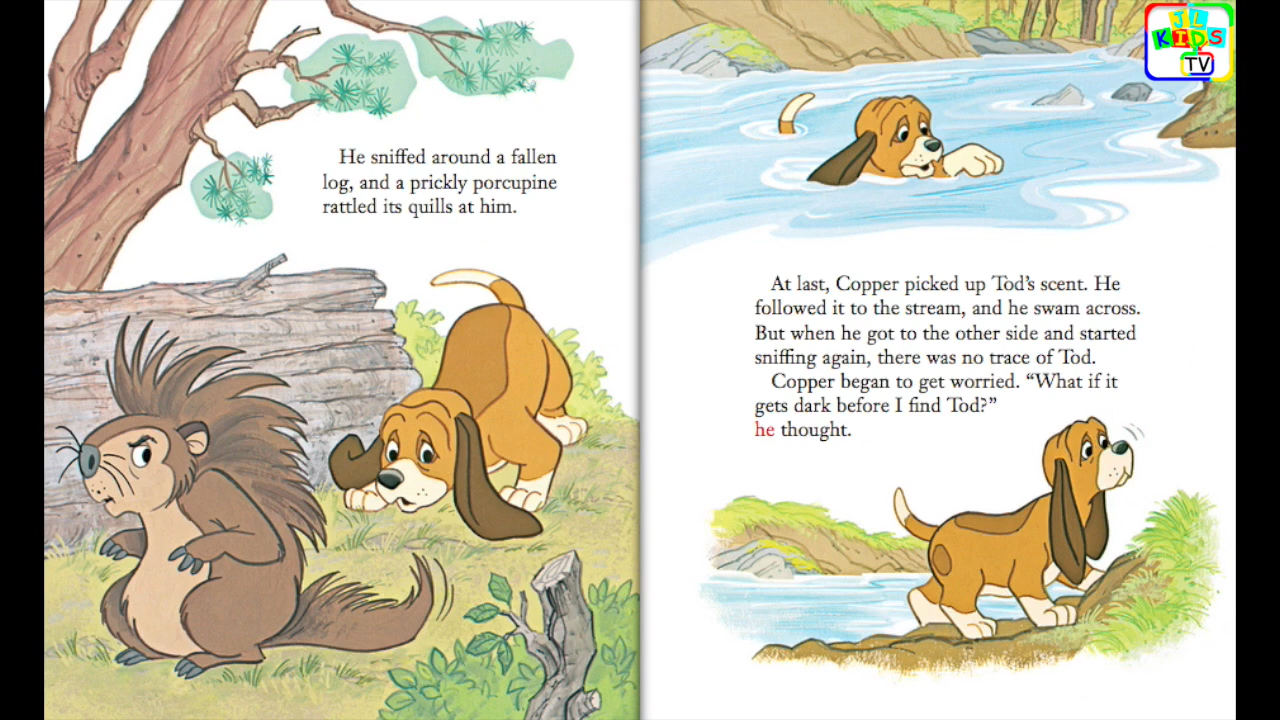 He sniffed around a fallen
log, and a prickly porcupine
rattled its quills at him.
At last, Copper picked up Tod’s scent. He
followed it to the stream, and he swam across.
But when he got to the other side and started
sniffing again, there was no trace of Tod.
Copper began to get worried. “What if it
gets dark before I find Tod?”
he thought.
JL
KIDS
TV